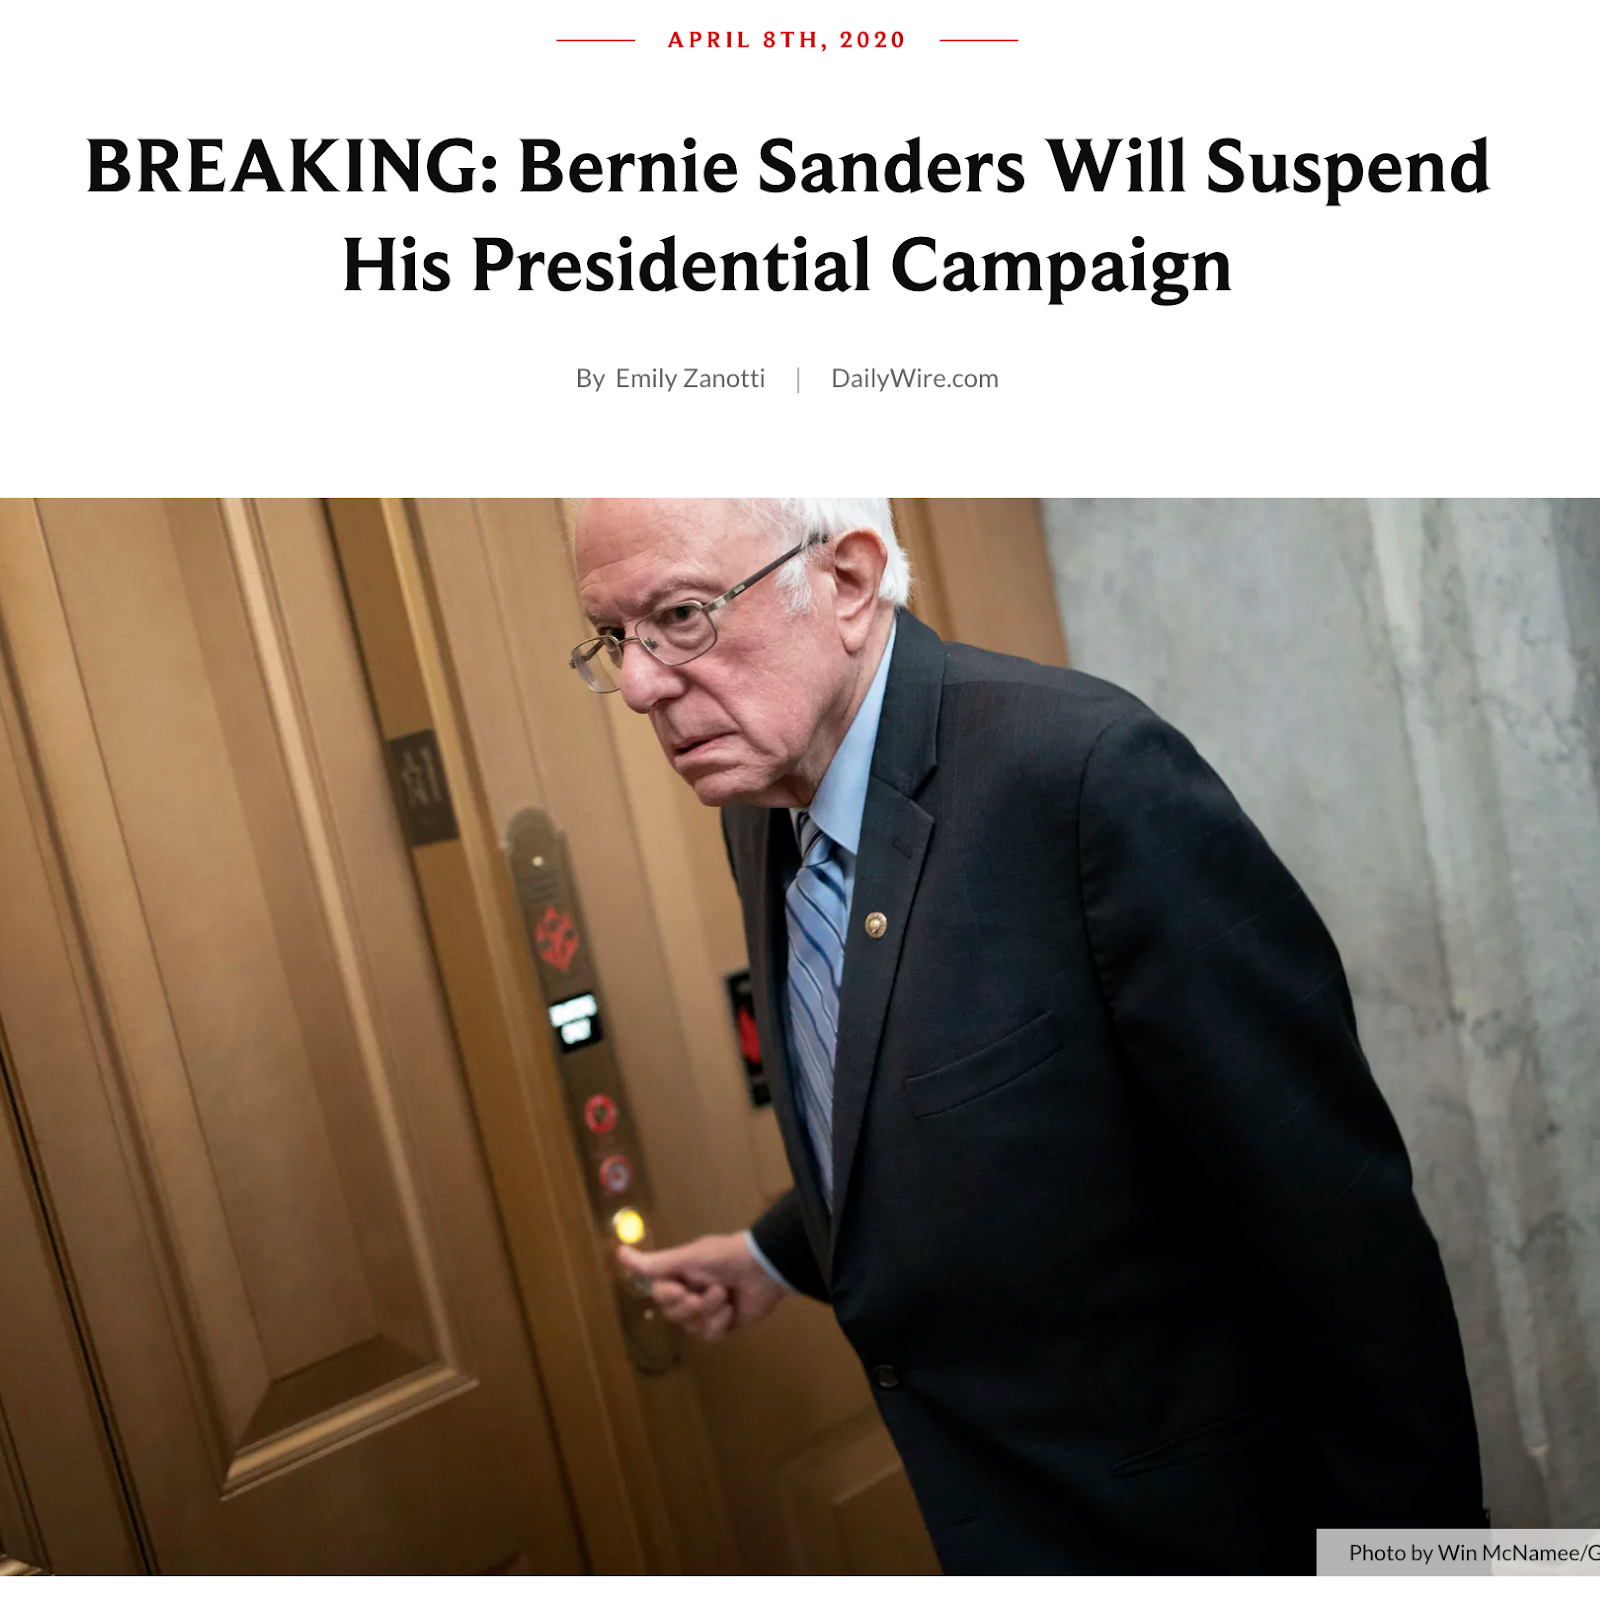 APRIL 8TH, 2020
BREAKING: Bernie Sanders Will Suspend
His Presidential Campaign
By Emily Zanotti | DailyWire.com
Photo by Win McNamee/G